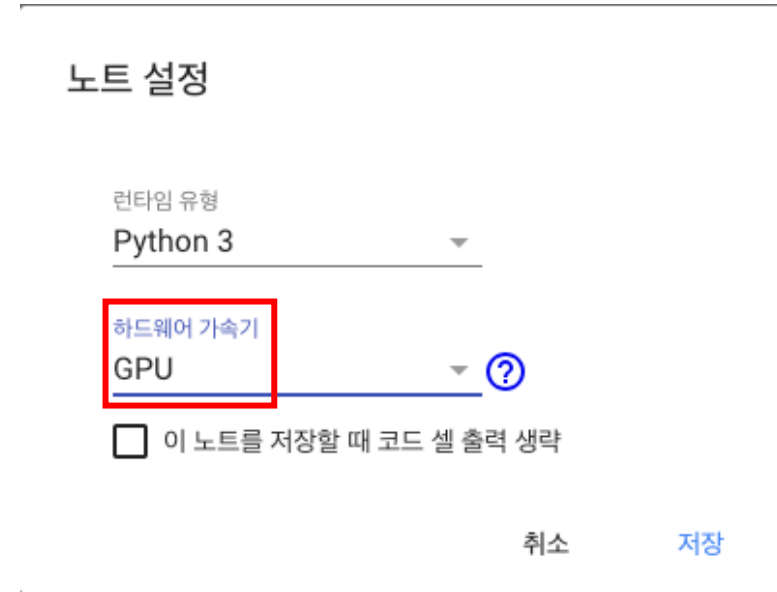 노트 설정
런타임 유형
Python 3
하드웨어 가속기
GPU
?
이 노트를 저장할 때 코드 셀 출력 생략
취소 저장